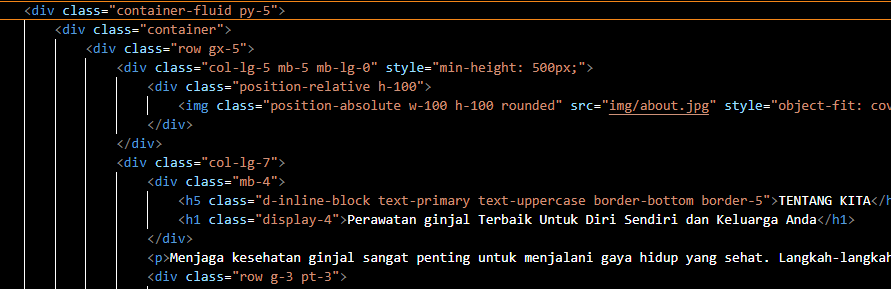 <div class="container-fluid py-5">
<div class="container">
<div class="row gx-5">
<div class="col-lg-5 mb-5 mb-lg-0" style="min-height: 500px;">
<div class="position-relative h-100">
<img class="position-absolute w-100 h-100 rounded" src="img/about.jpg" style="object-fit: cov
</div>
</div>
<div class="col-lg-7">
<div class="mb-4">
<h5 class="d-inline-block text-primary text-uppercase border-bottom border-5">TENTANG KITA</h
<h1 class="display-4">Perawatan ginjal Terbaik Untuk Diri Sendiri dan Keluarga Anda</h1>
</div>
<p>Menjaga kesehatan ginjal sangat penting untuk menjalani gaya hidup yang sehat. Langkah-langkah
<div class="row g-3 pt-3">